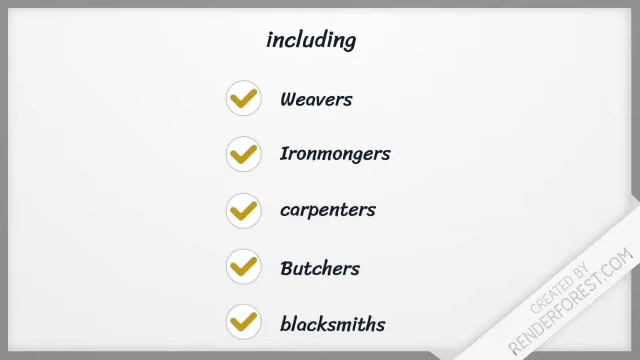 including
Weavers
Ironmongers
carpenters
Butchers
blacksmiths
CREATED BY
RENDERFOREST.COM